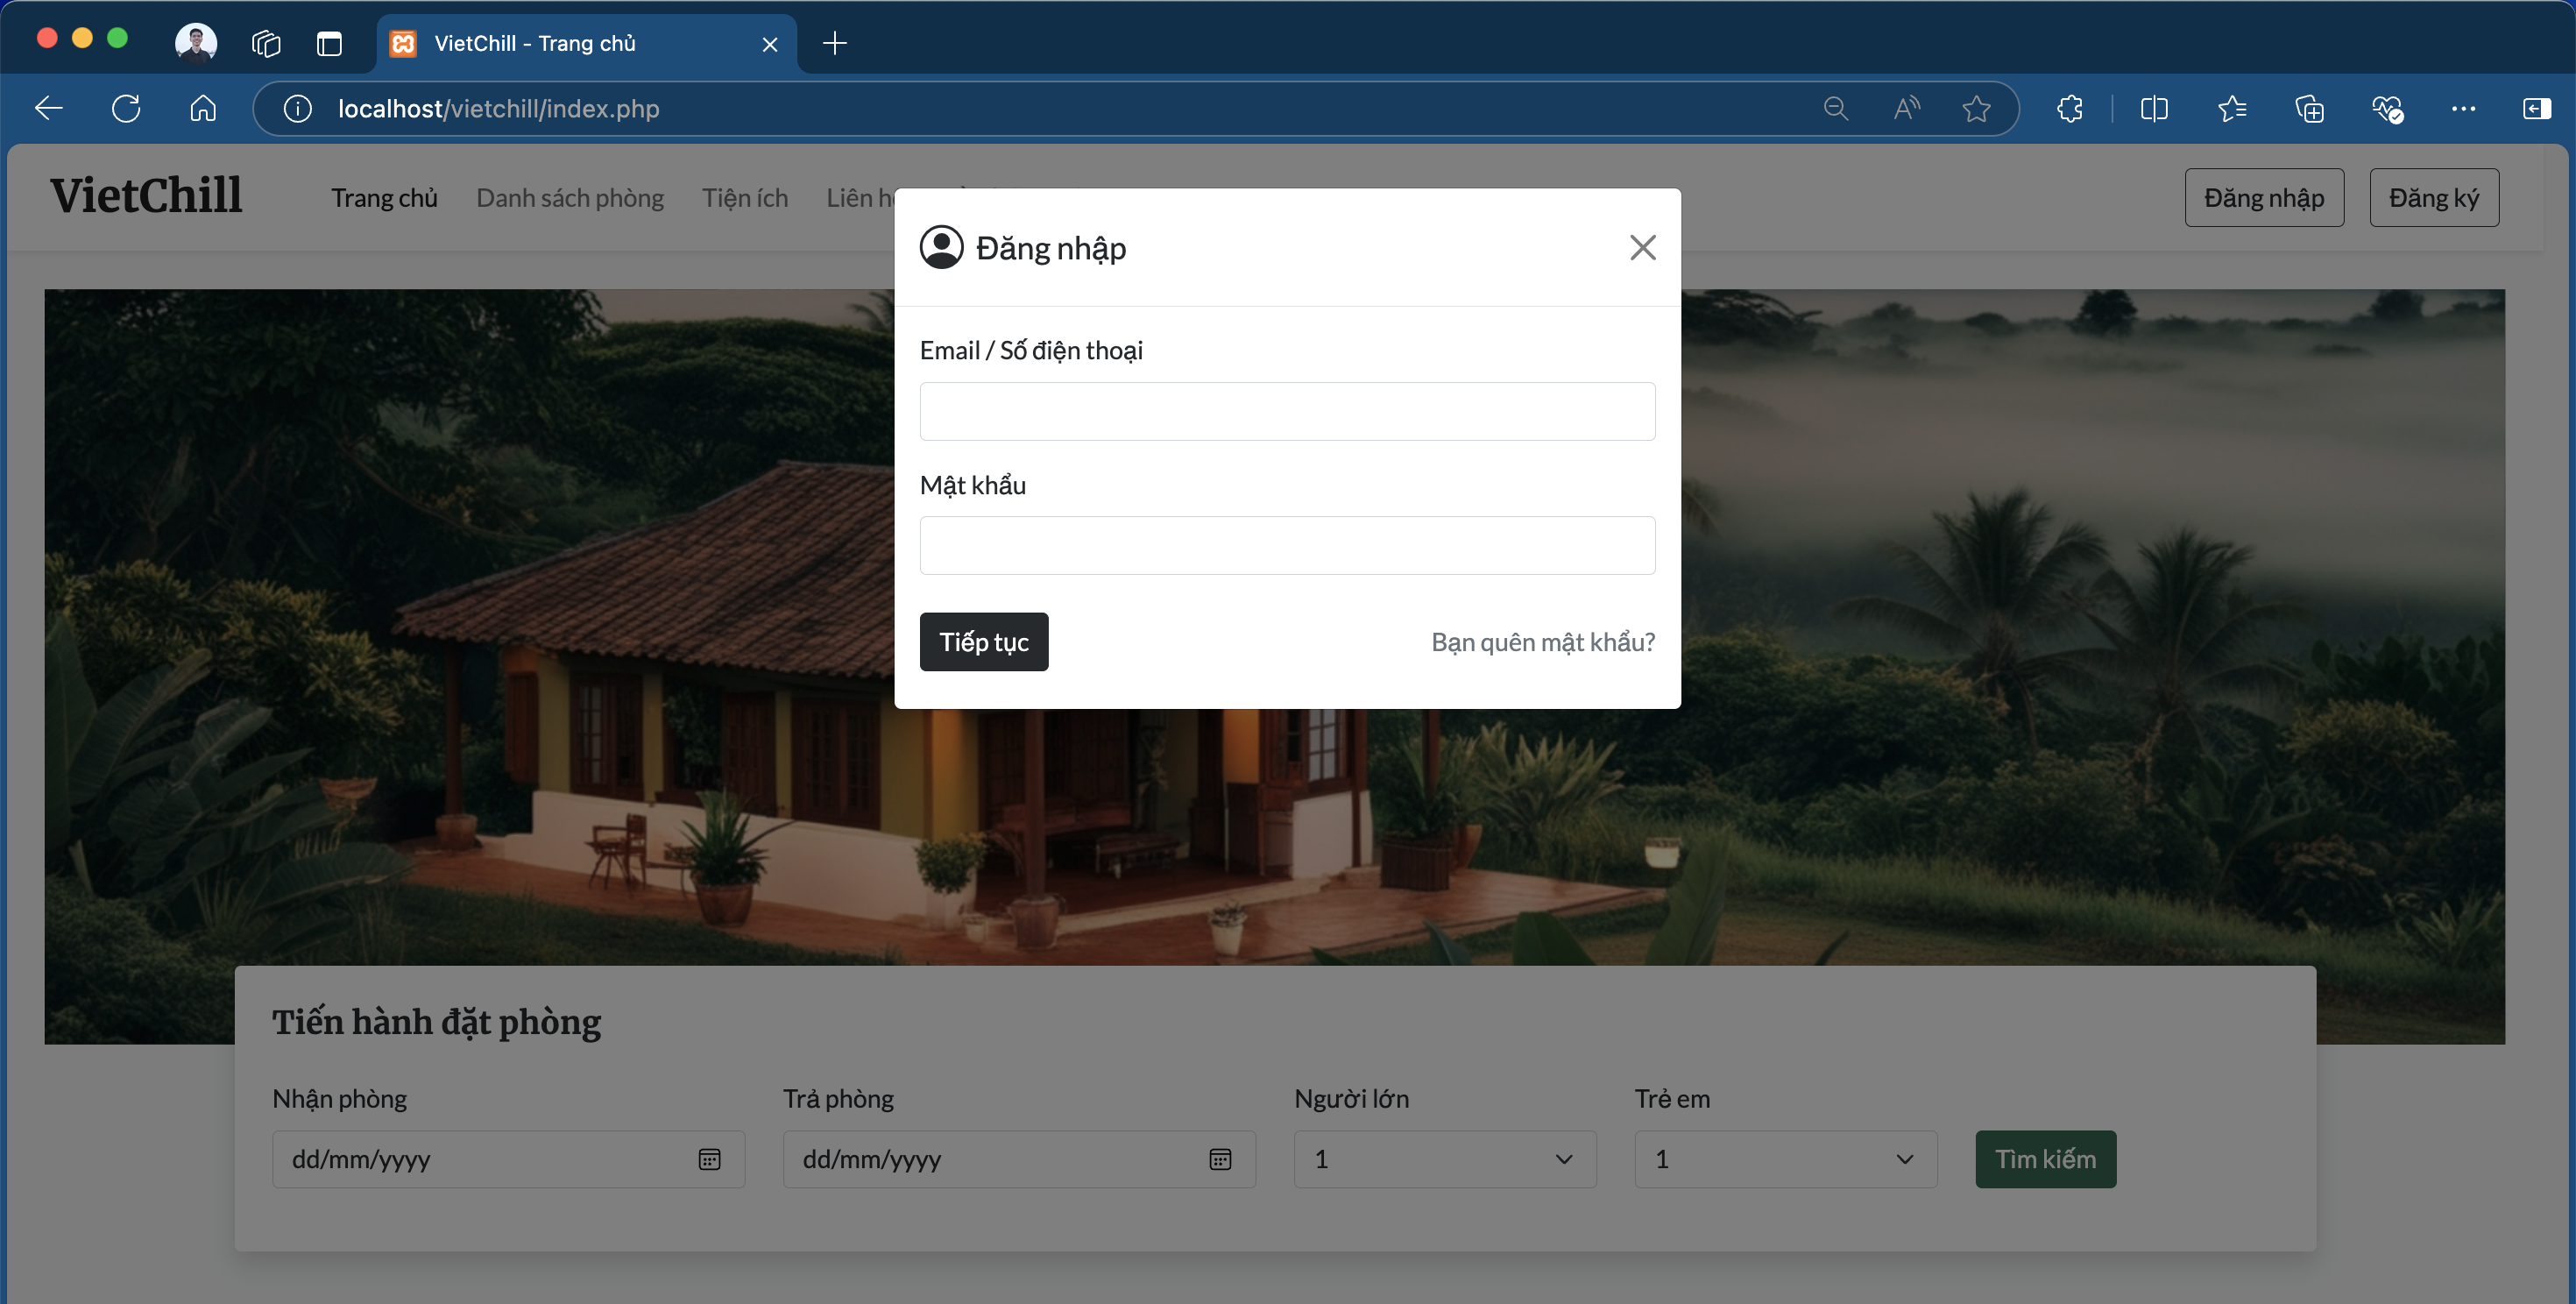 VietChill - Trang chủ
localhost/vietchill/index.php
VietChill
Trang chủ
Danh sách phòng
Tiện ích
Liên
Đăng nhập
Đăng ký
Đăng nhập
Email / Số điện thoại
Mật khẩu
Tiếp tục
Bạn quên mật khẩu?
Tiến hành đặt phòng
Nhận phòng
Trả phòng
Người lớn
Trẻ em
dd/mm/yyyy
dd/mm/yyyy
1
1
Tìm kiếm